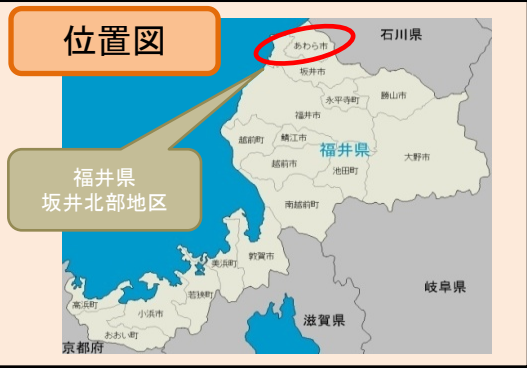 位置図
石川県
あわら市
坂井市
永平寺町
勝山市
福井市
越前町
鯖江市
福井県
大野市
越前市
池田町
福井県
坂井北部地区
南越前町
敦賀市
美浜町
岐阜県
若狭町
高浜町
小浜市
滋賀県
おおい町
京都府